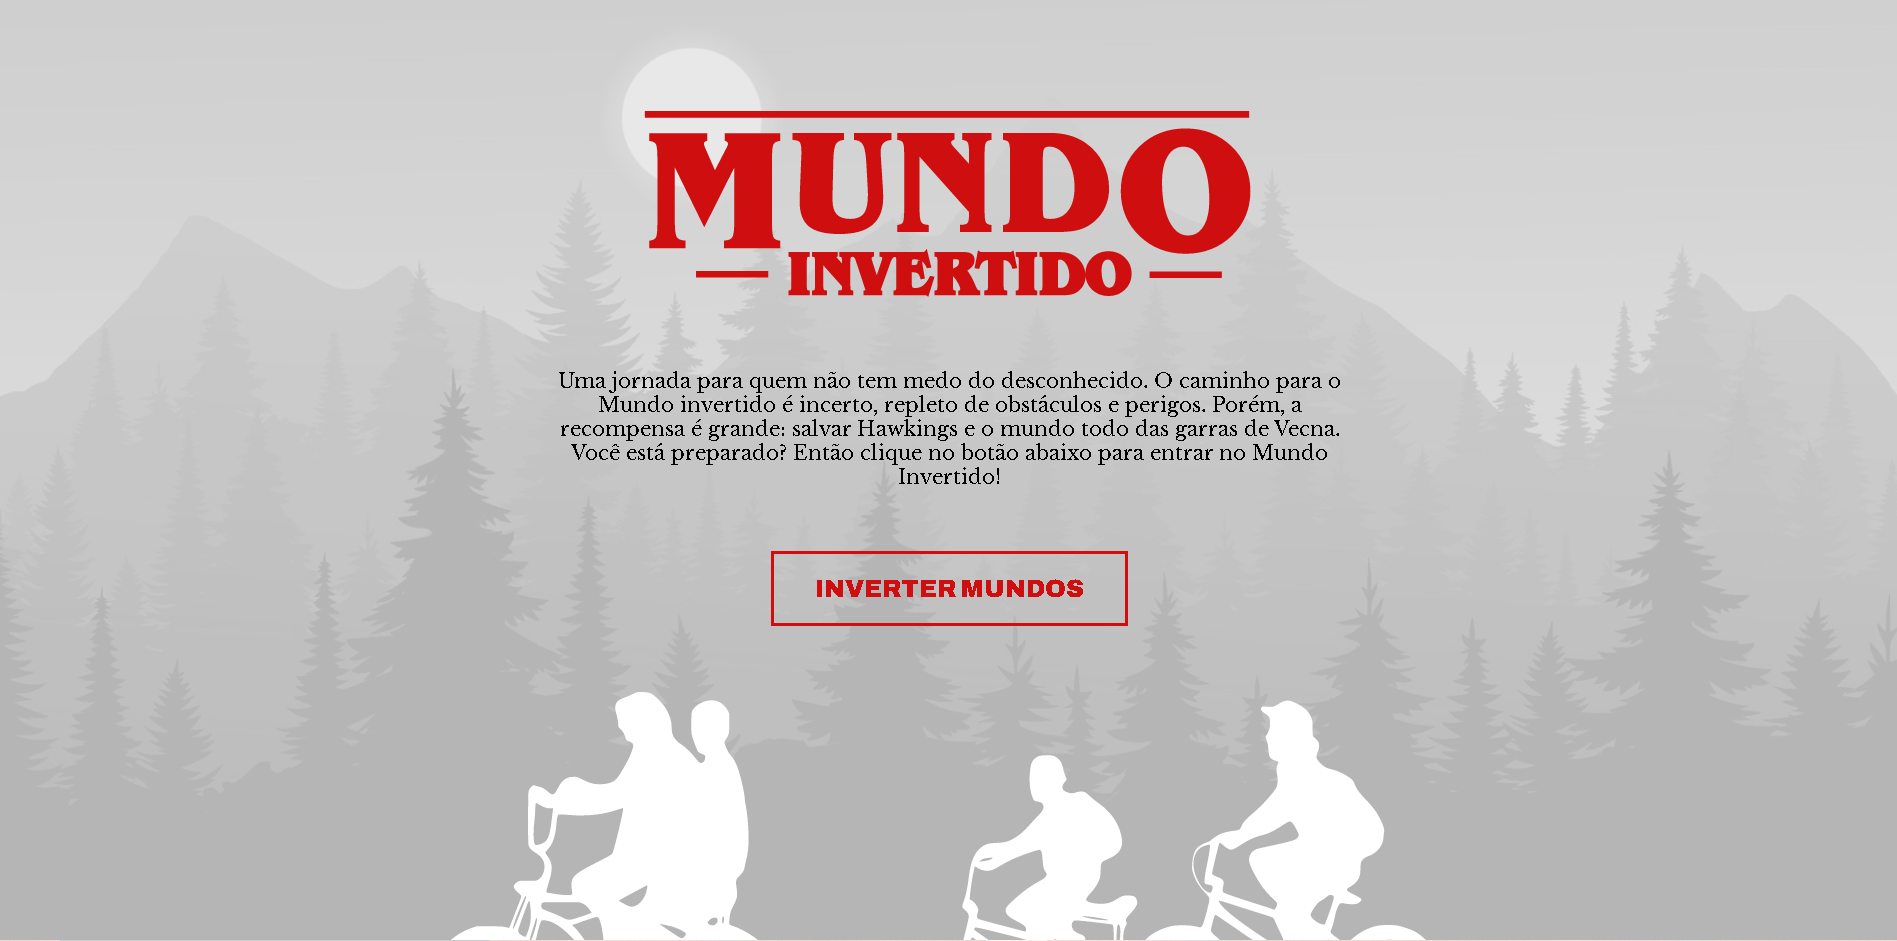 MUNDO
INVERTIDO
Uma jornada para quem não tem medo do desconhecido. O caminho para o
Mundo invertido é incerto, repleto de obstáculos e perigos. Porém, a
recompensa é grande: salvar Hawkings e o mundo todo das garras de Vecna.
Você está preparado? Então clique no botão abaixo para entrar no Mundo
Invertido!
INVERTER MUNDOS